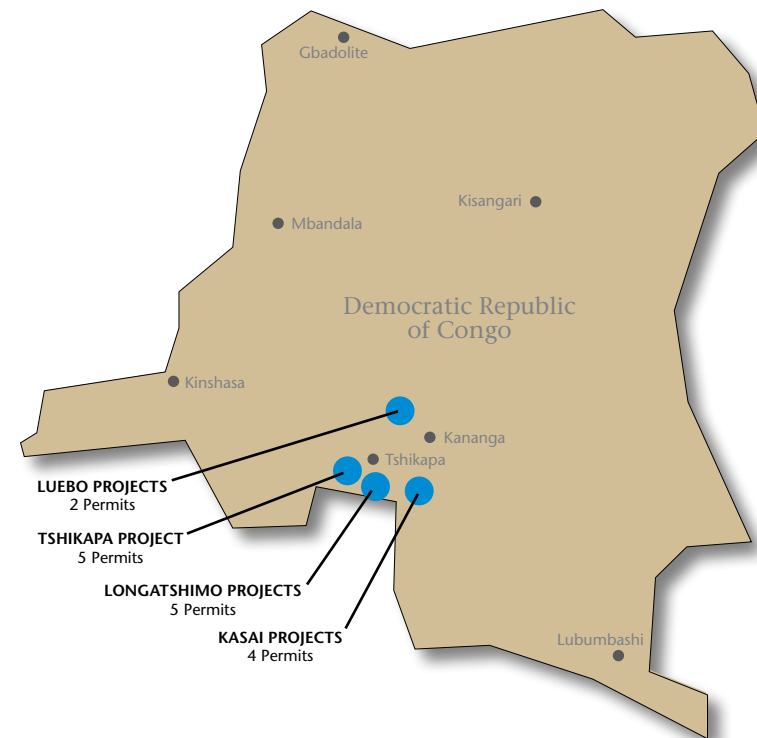 Gbadolite
Kisangari
Mbandala
Democratic Republic
of Congo
Kinshasa
Kananga
Tshikapa
LUEBO PROJECTS
2 Permits
TSHIKAPA PROJECT
5 Permits
LONGATSHIMO PROJECTS
5 Permits
KASAI PROJECTS
4 Permits
Lubumbashi